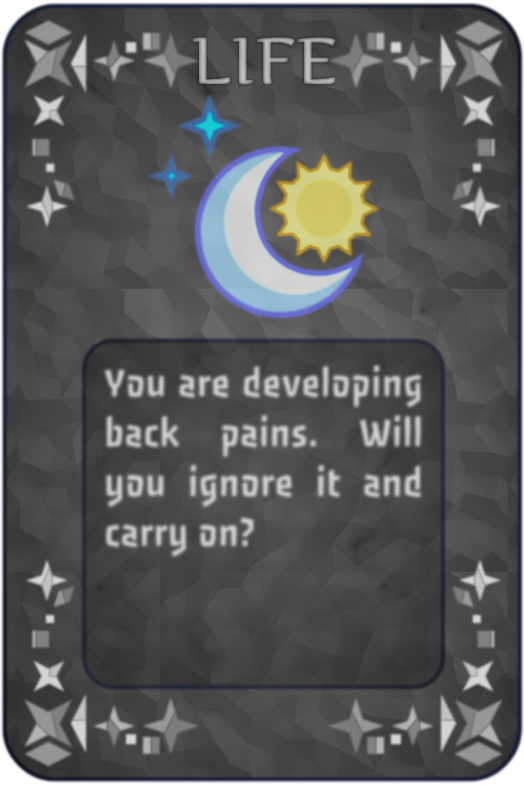 LIFE
You are developing
back pains. Will
you ignore it and
carry on?